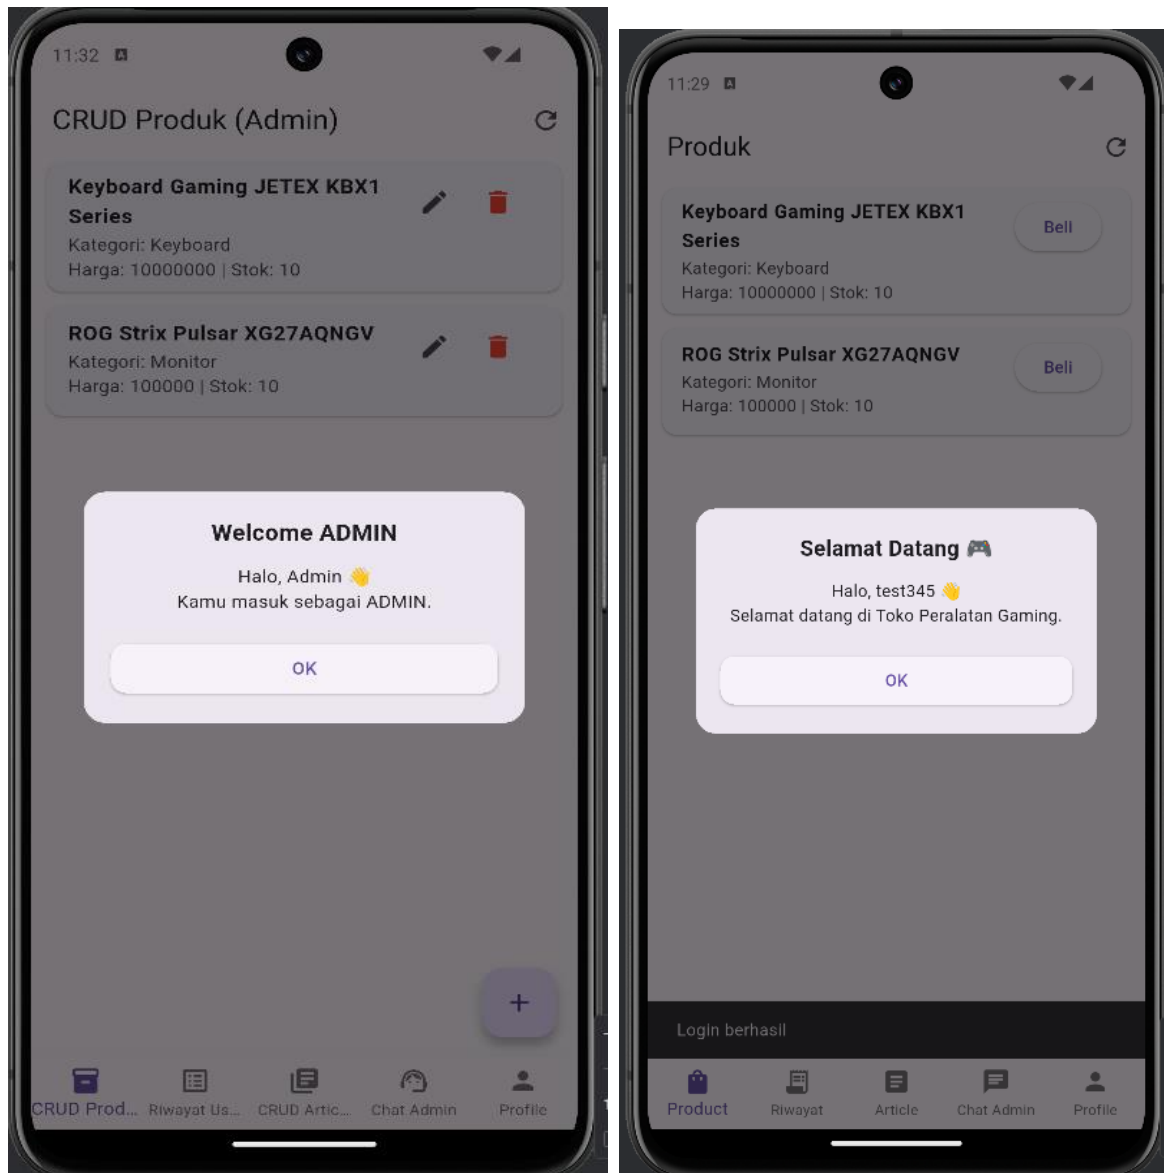 11:32
CRUD Produk (Admin)
Keyboard Gaming JETEX KBX1
Series
Kategori: Keyboard
Harga: 10000000 | Stok: 10
ROG Strix Pulsar XG27AQNGV
Kategori: Monitor
Harga: 100000 | Stok: 10
Welcome ADMIN
Halo, Admin 👋
Kamu masuk sebagai ADMIN.
OK
+
CRUD Prod... Riwayat Us... CRUD Artic... Chat Admin Profile
11:29
Produk
Keyboard Gaming JETEX KBX1
Series
Beli
Kategori: Keyboard
Harga: 10000000 | Stok: 10
ROG Strix Pulsar XG27AQNGV
Beli
Kategori: Monitor
Harga: 100000 | Stok: 10
Selamat Datang 🎮
Halo, test345 👋
Selamat datang di Toko Peralatan Gaming.
OK
Login berhasil
Product Riwayat Article Chat Admin Profile